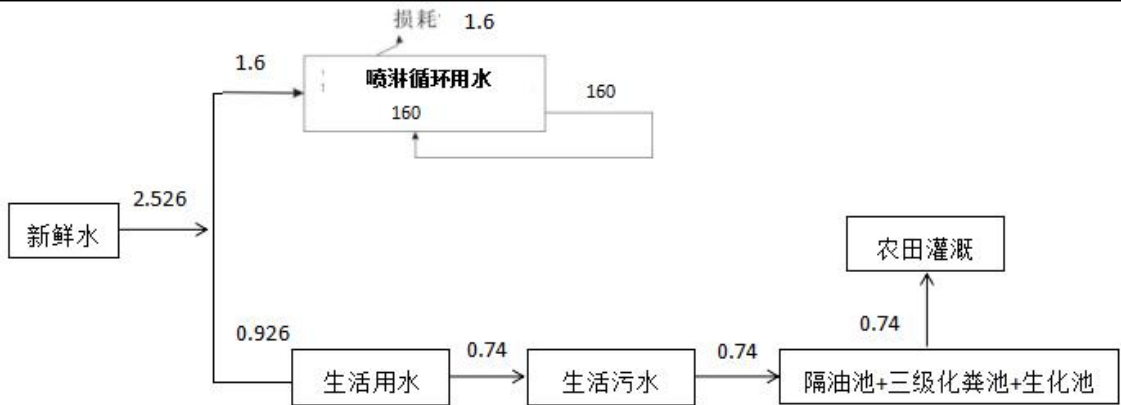 损耗 1.6
1.6
喷淋循环用水
160
160
2.526
新鲜水
农田灌溉
0.926
0.74
0.74
0.74
生活用水
生活污水
隔油池+三级化粪池+生化池